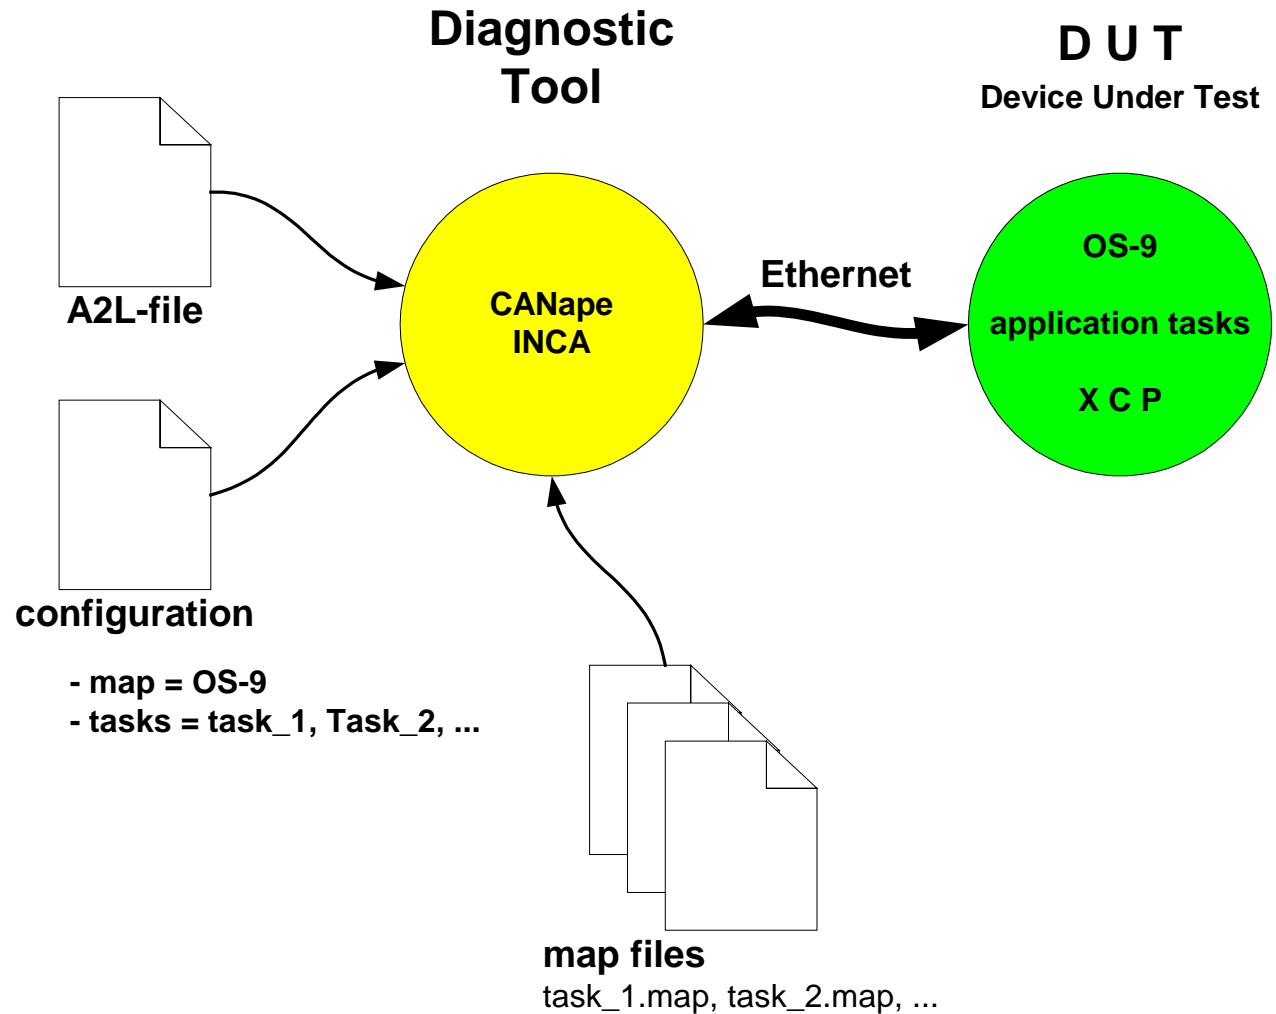 Diagnostic
Tool
D U T
Device Under Test
A2L-file
CANape
INCA
Ethernet
OS-9
application tasks
X C P
configuration
- map = OS-9
- tasks = task_1, Task_2, ...
map files
task_1.map, task_2.map, ...